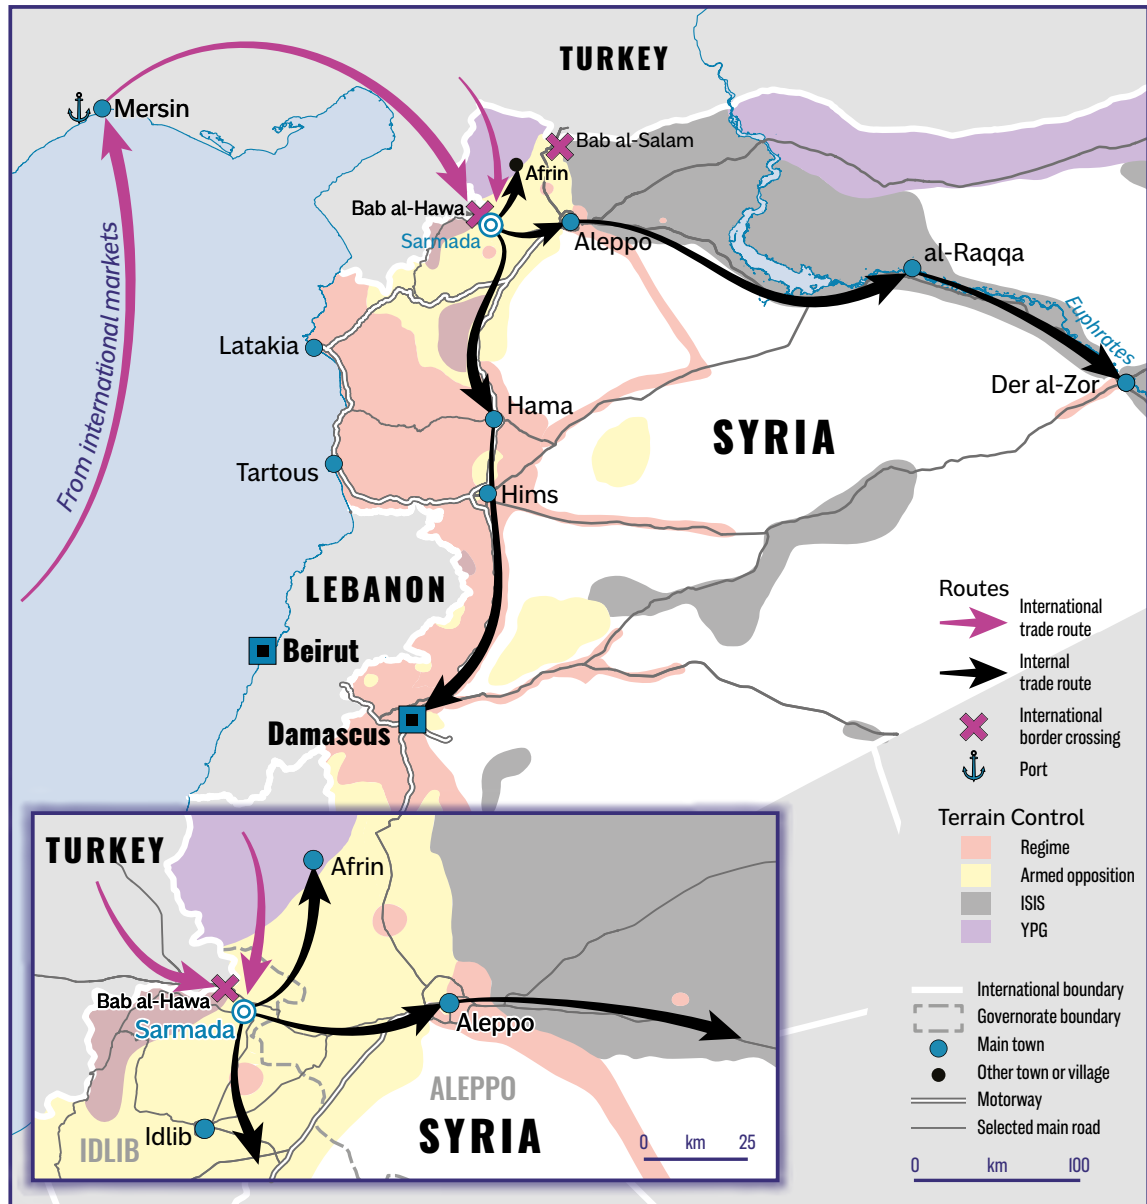 TURKEY
Mersin
Bab al-Salam
Afrin
Bab al-Hawa
Sarmada
Aleppo
al-Raqqa
From international markets
Euphrates
Latakia
Der al-Zor
Hama
SYRIA
Tartous
Hims
LEBANON
Beirut
Damascus
Routes
International
trade route
Internal
trade route
International
border crossing
Port
Terrain Control
Regime
Armed opposition
ISIS
YPG
International boundary
Governorate boundary
Main town
Other town or village
Motorway
Selected main road
0 km 100
TURKEY
Afrin
Bab al-Hawa
Sarmada
Aleppo
ALEPPO
SYRIA
Idlib
IDLIB
0 km 25